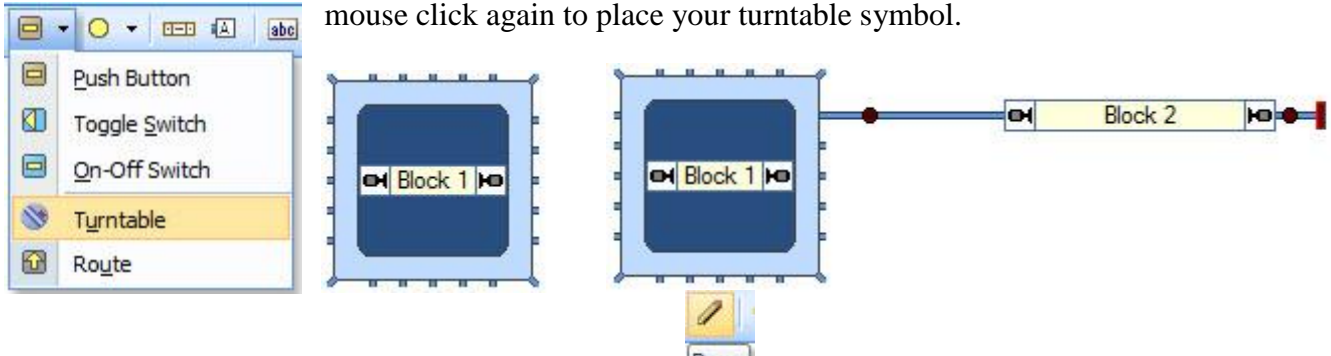 mouse click again to place your turntable symbol.
A
abc
Push Button
Toggle Switch
On-Off Switch
Turntable
Route
Block 1
Block 1
Block 2